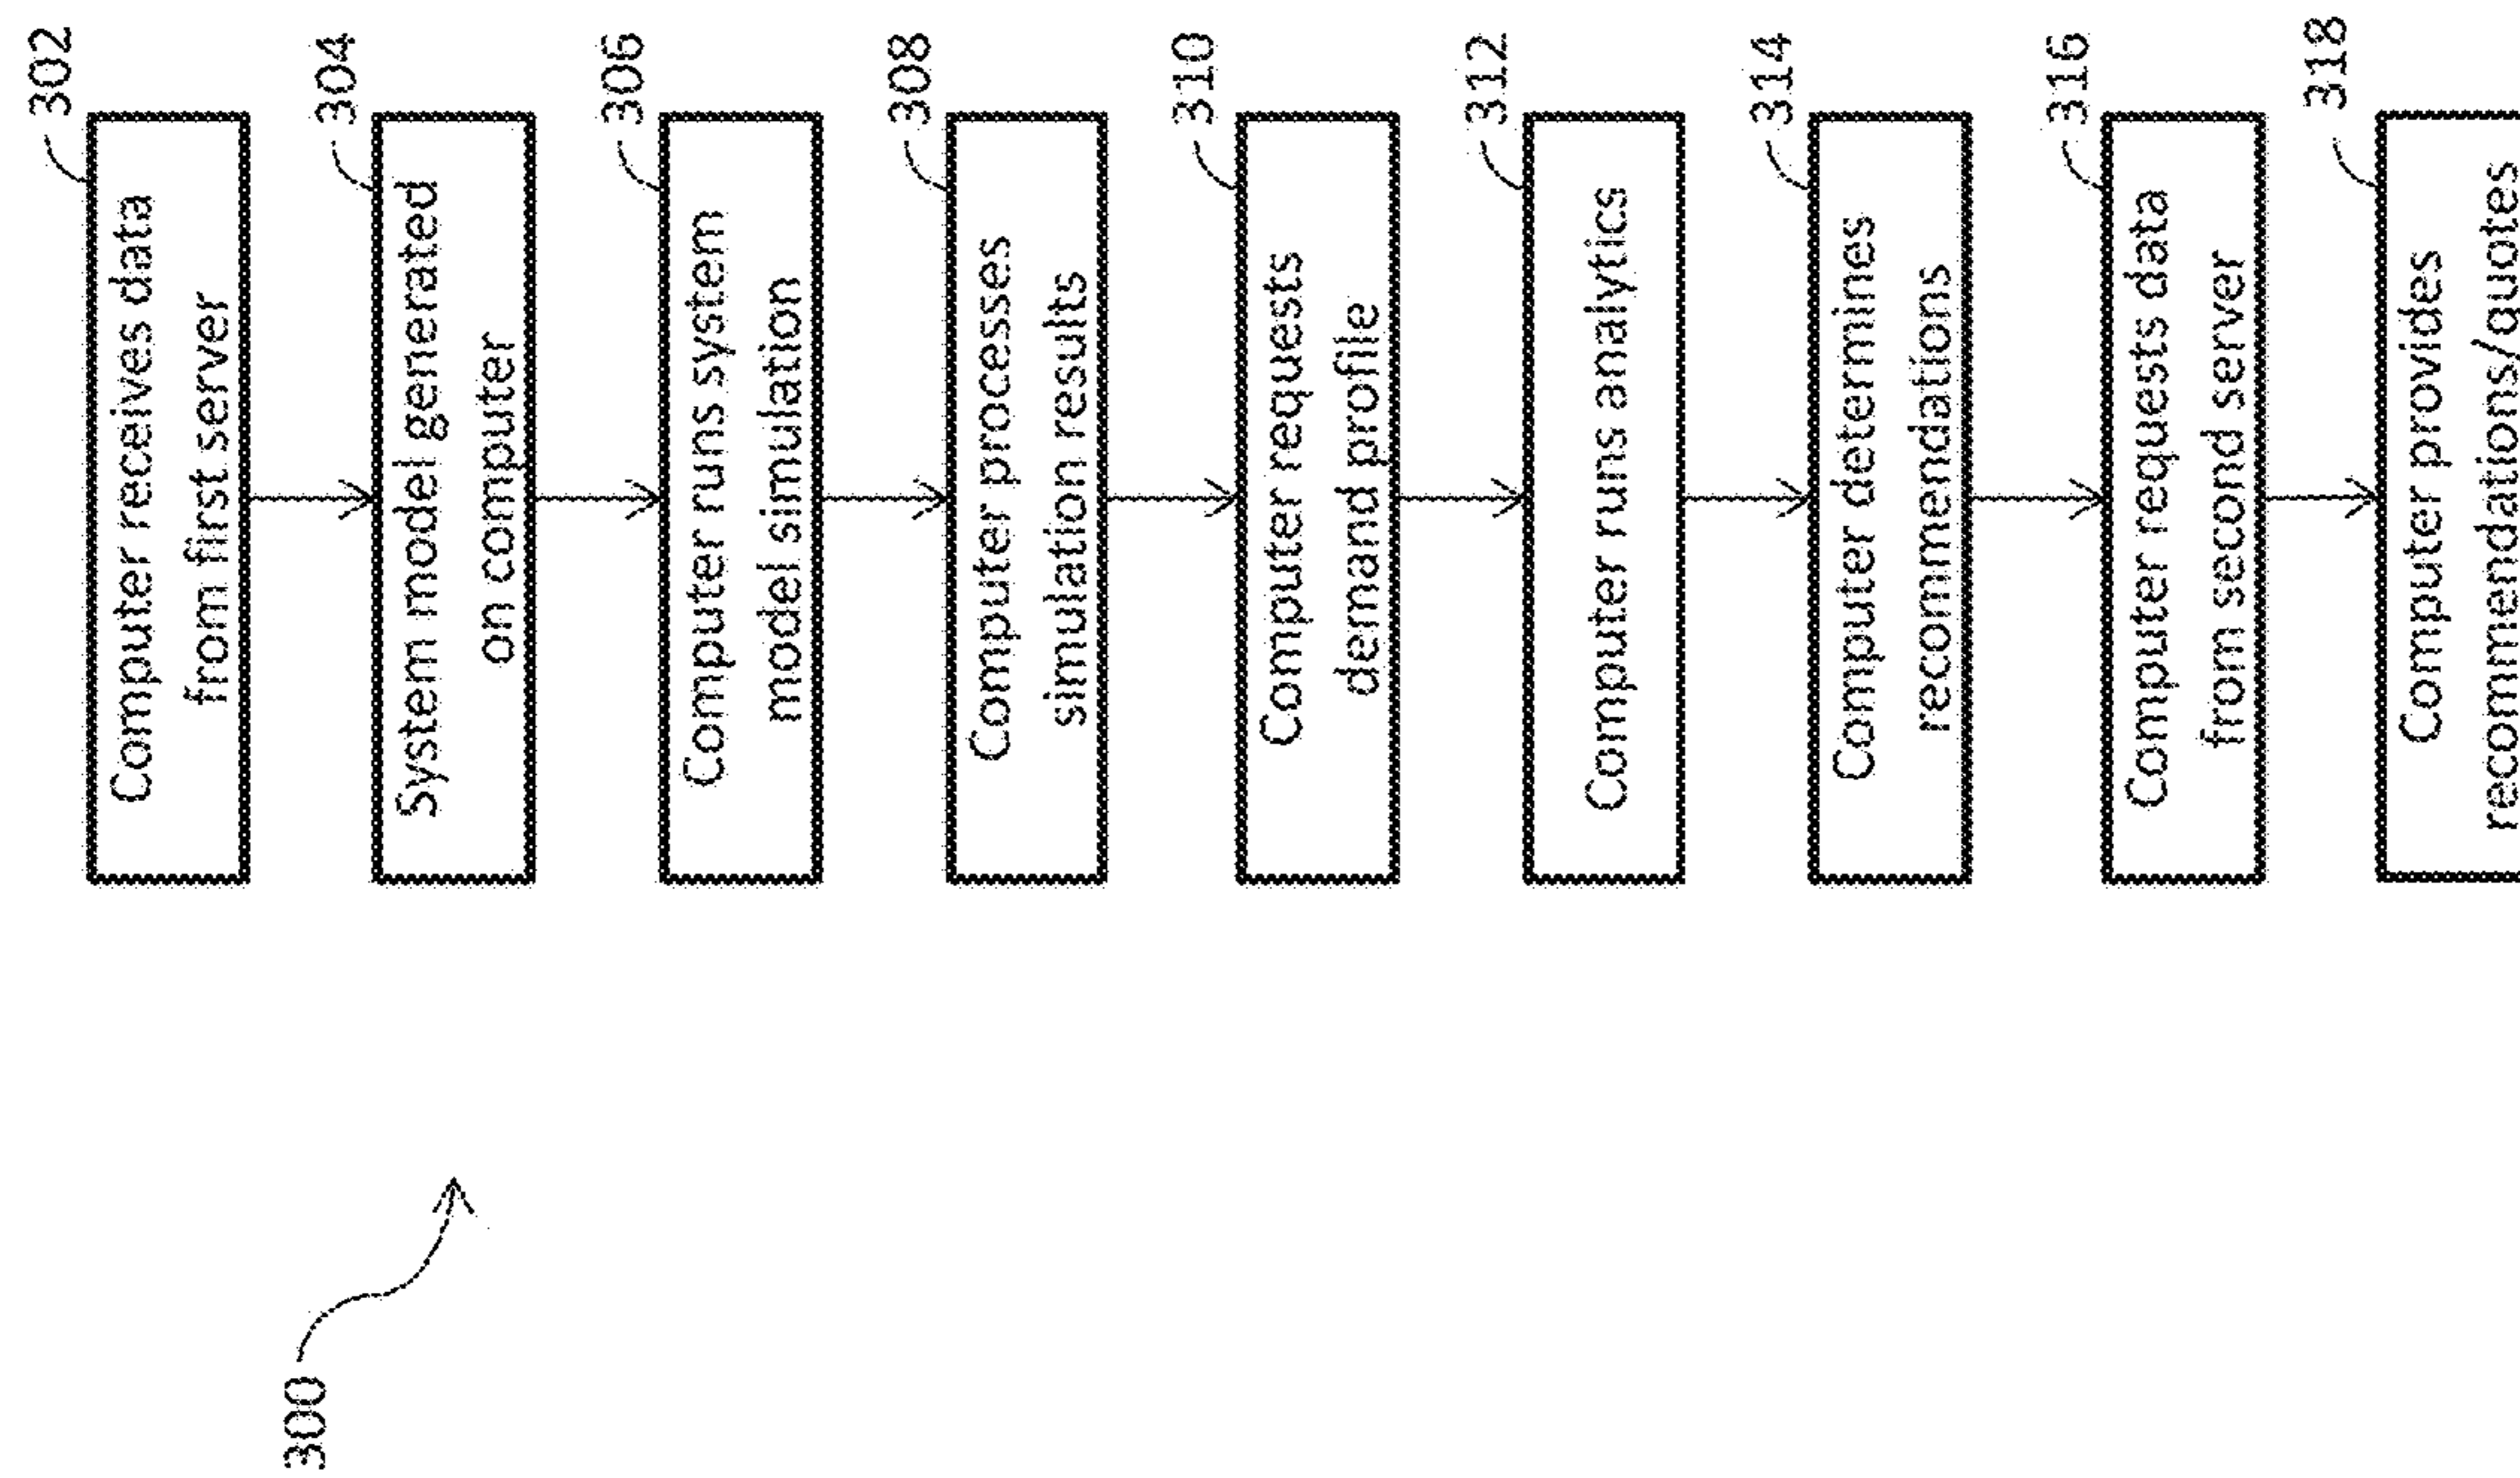 300
302
Computer receives data
from first server
304
System model generated
on computer
306
Computer runs system
model simulation
308
Computer processes
simulation results
310
Computer requests
demand profile
312
Computer runs analytics
314
Computer determines
recommendations
316
Computer requests data
from second server
318
Computer provides
recommendations/quotes